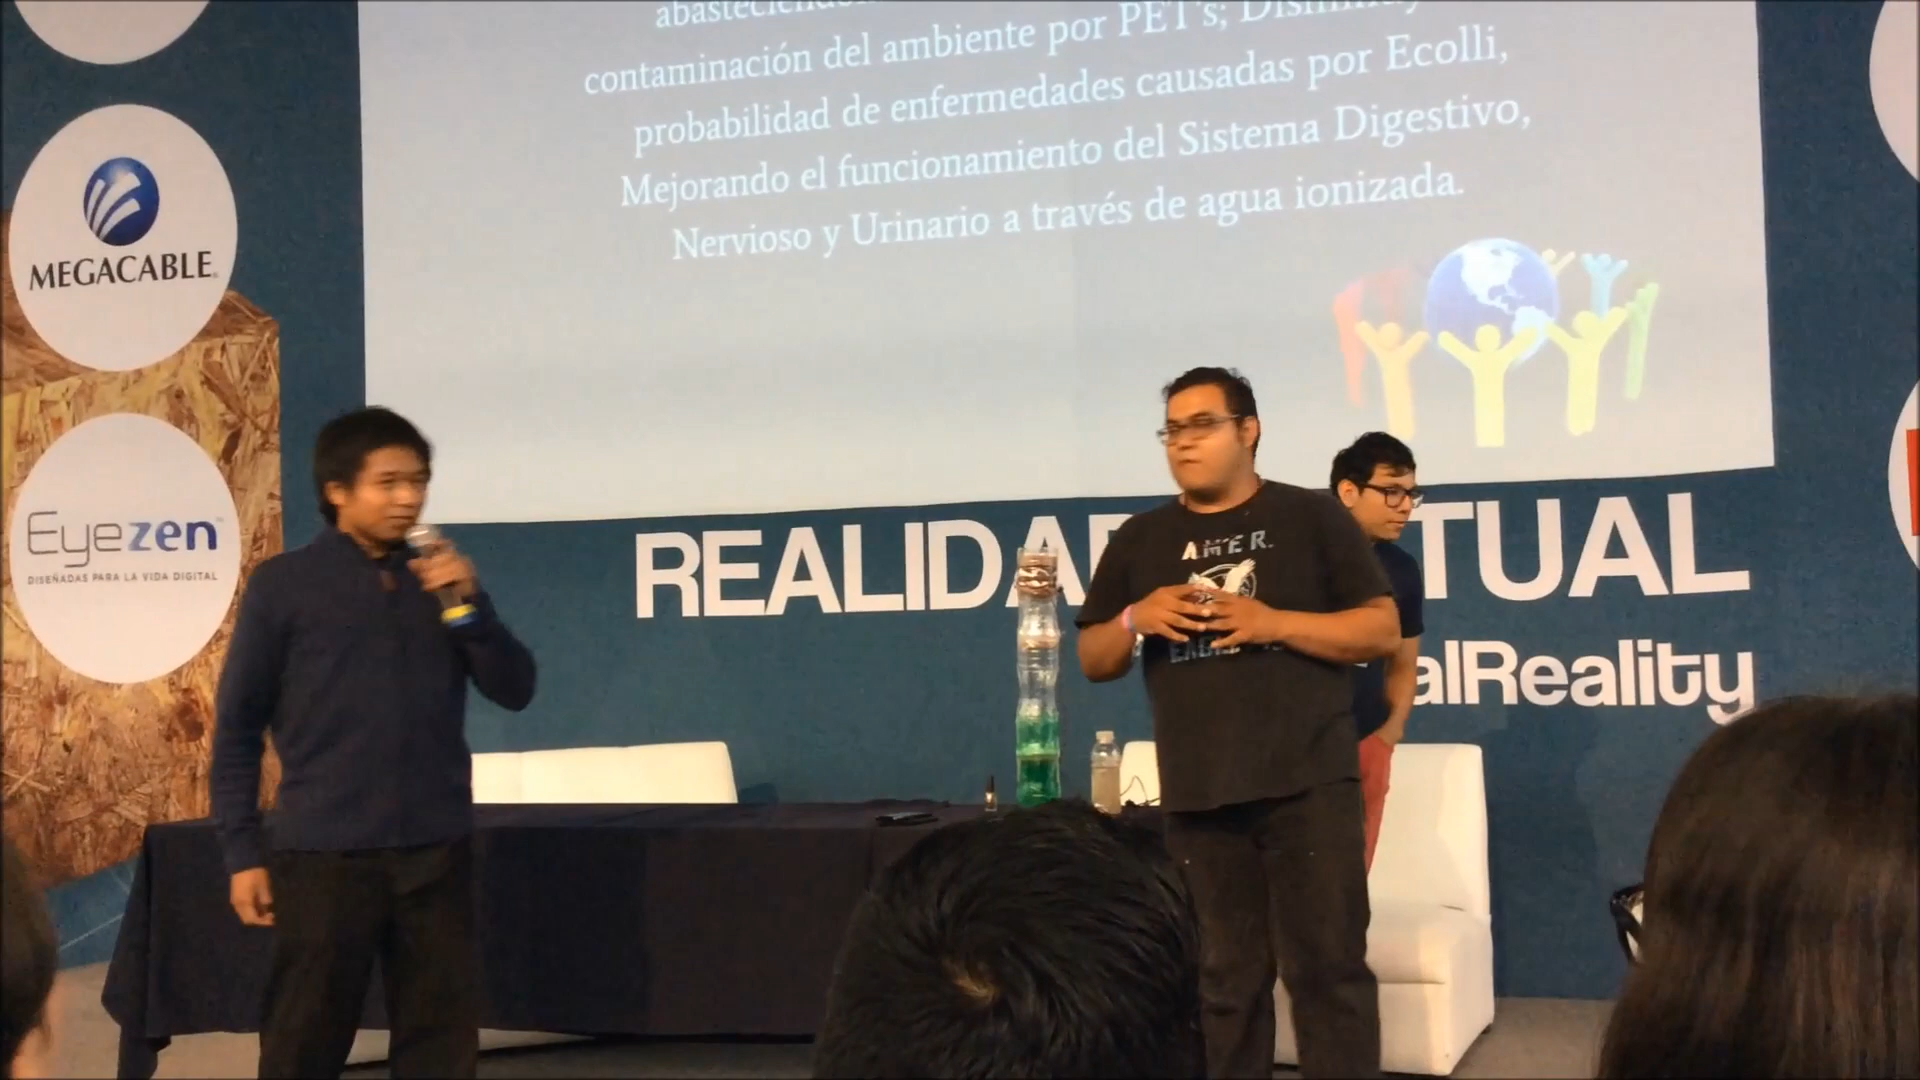 contaminación del ambiente por PET's;
probabilidad de enfermedades causadas por Ecolli,
Mejorando el funcionamiento del Sistema Digestivo,
Nervioso y Urinario a través de agua ionizada.
MEGACABLE
Eyezen
DISEÑADAS PARA LA VIDA DIGITAL
REALIDA TUAL
alReality
AMER.